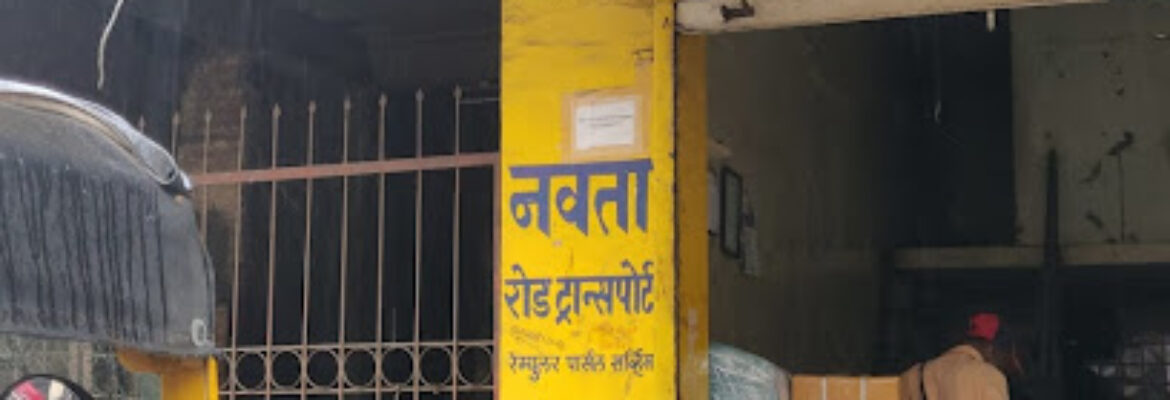 नवता
रोड ट्रान्सपोर्ट
रेग्युलर पार्सल सर्व्हिस